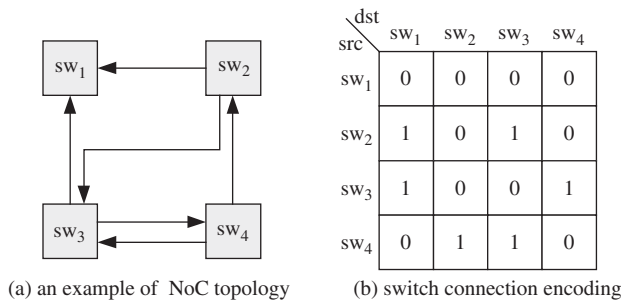 sw1
sw2
sw3
sw4
(a) an example of NoC topology
dst
src
sw1 sw2 sw3 sw4
sw1 0 0 0 0
sw2 1 0 1 0
sw3 1 0 0 1
sw4 0 1 1 0
(b) switch connection encoding